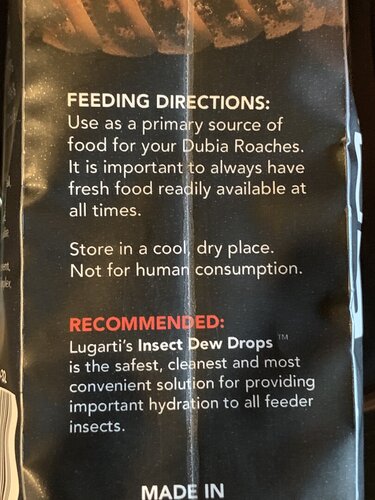 FEEDING DIRECTIONS:
Use as a primary source of
food for your Dubia Roaches.
It is important to always have
fresh food readily available at
all times.
Store in a cool, dry place.
Not for human consumption.
RECOMMENDED:
Lugarti's Insect Dew Drops ™
is the safest, cleanest and most
convenient solution for providing
important hydration to all feeder
insects.
MADE IN